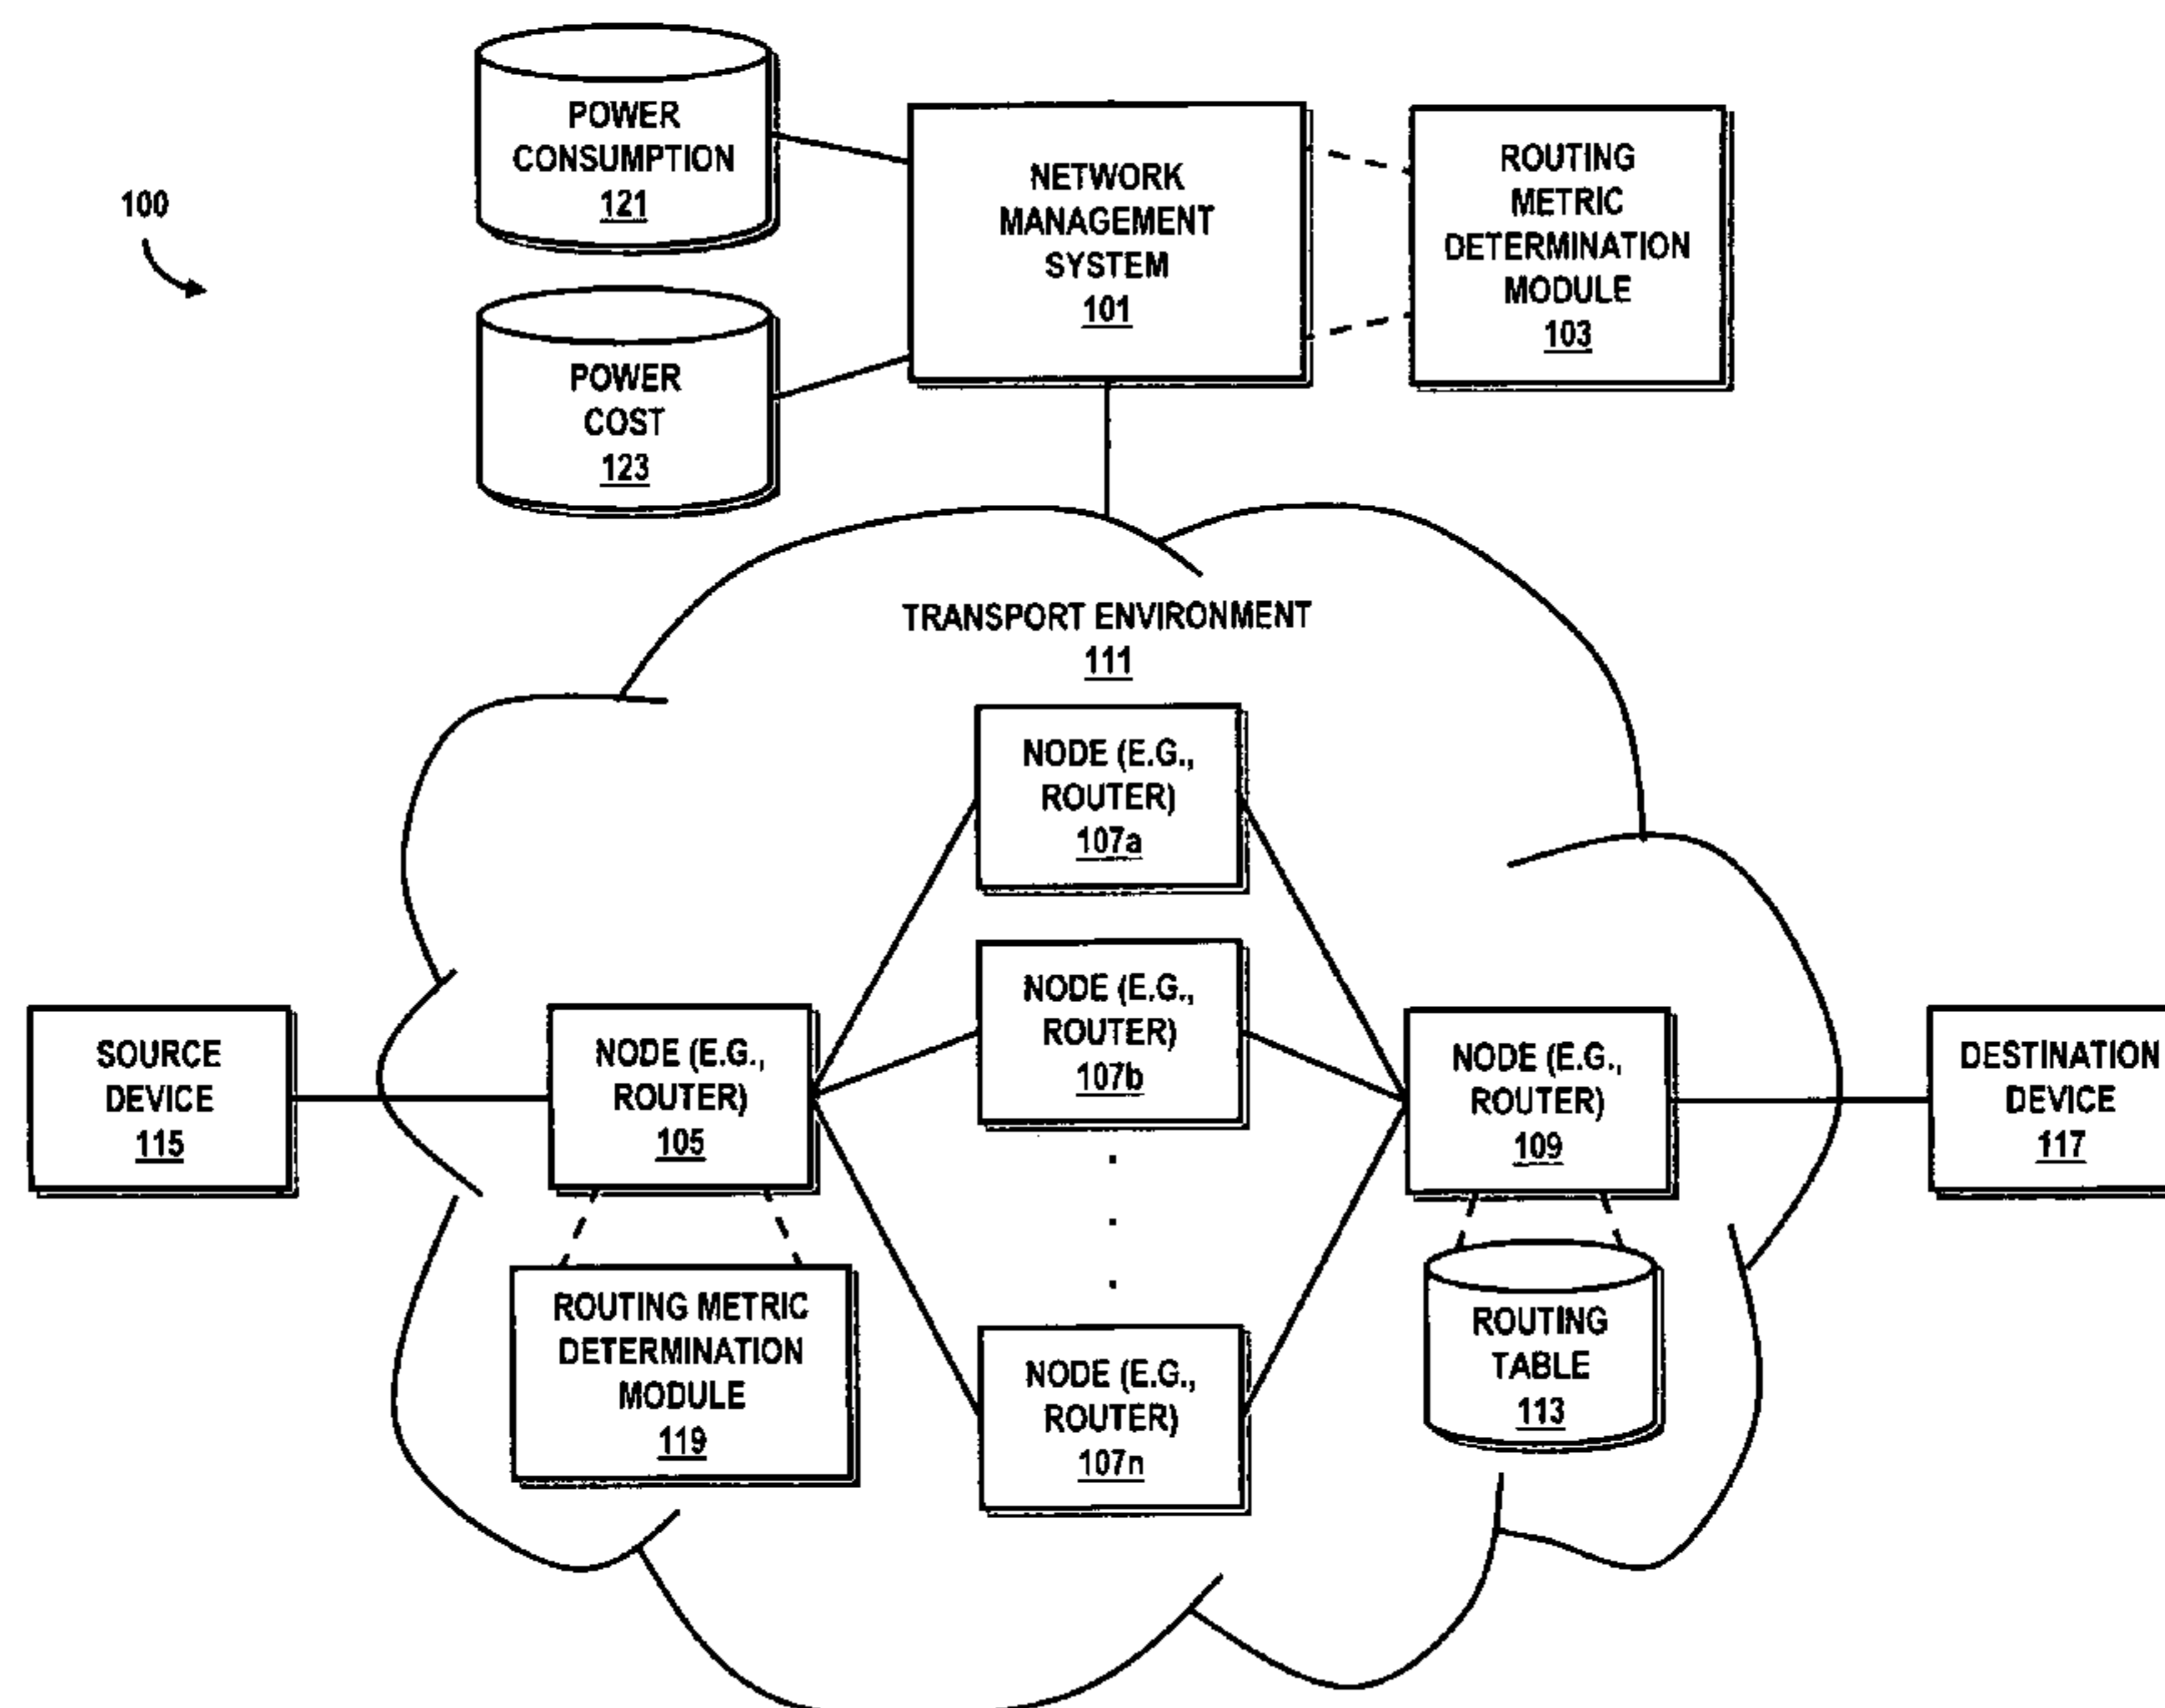 100
POWER
CONSUMPTION
121
POWER
COST
123
NETWORK
MANAGEMENT
SYSTEM
101
ROUTING
METRIC
DETERMINATION
MODULE
103
TRANSPORT ENVIRONMENT
111
NODE (E.G.,
ROUTER)
107a
NODE (E.G.,
ROUTER)
107b
NODE (E.G.,
ROUTER)
107n
SOURCE
DEVICE
115
NODE (E.G.,
ROUTER)
105
ROUTING METRIC
DETERMINATION
MODULE
119
NODE (E.G.,
ROUTER)
109
ROUTING
TABLE
113
DESTINATION
DEVICE
117